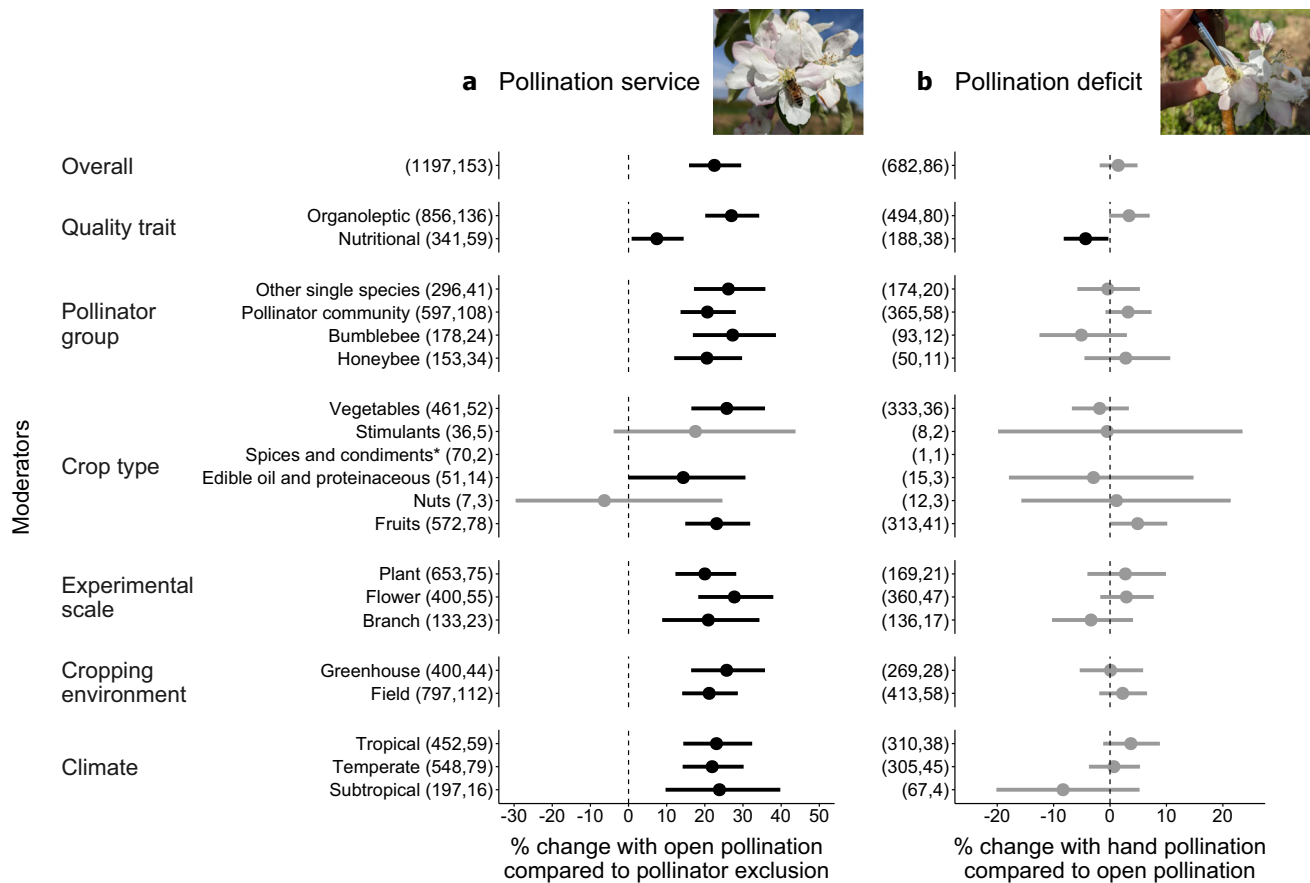 a Pollination service
b Pollination deficit
Moderators
Overall
(1197,153)
(682,86)
Quality trait
Organoleptic (856,136)
(494,80)
Nutritional (341,59)
(188,38)
Pollinator
group
Other single species (296,41)
(174,20)
Pollinator community (597,108)
(365,58)
Bumblebee (178,24)
(93,12)
Honeybee (153,34)
(50,11)
Crop type
Vegetables (461,52)
(333,36)
Stimulants (36,5)
(8,2)
Spices and condiments* (70,2)
(1,1)
Edible oil and proteinaceous (51,14)
(15,3)
Nuts (7,3)
(12,3)
Fruits (572,78)
(313,41)
Experimental
scale
Plant (653,75)
(169,21)
Flower (400,55)
(360,47)
Branch (133,23)
(136,17)
Cropping
environment
Greenhouse (400,44)
(269,28)
Field (797,112)
(413,58)
Climate
Tropical (452,59)
(310,38)
Temperate (548,79)
(305,45)
Subtropical (197,16)
(67,4)
-30 -20 -10 0 10 20 30 40 50
-20 -10 0 10 20
% change with open pollination
compared to pollinator exclusion
% change with hand pollination
compared to open pollination